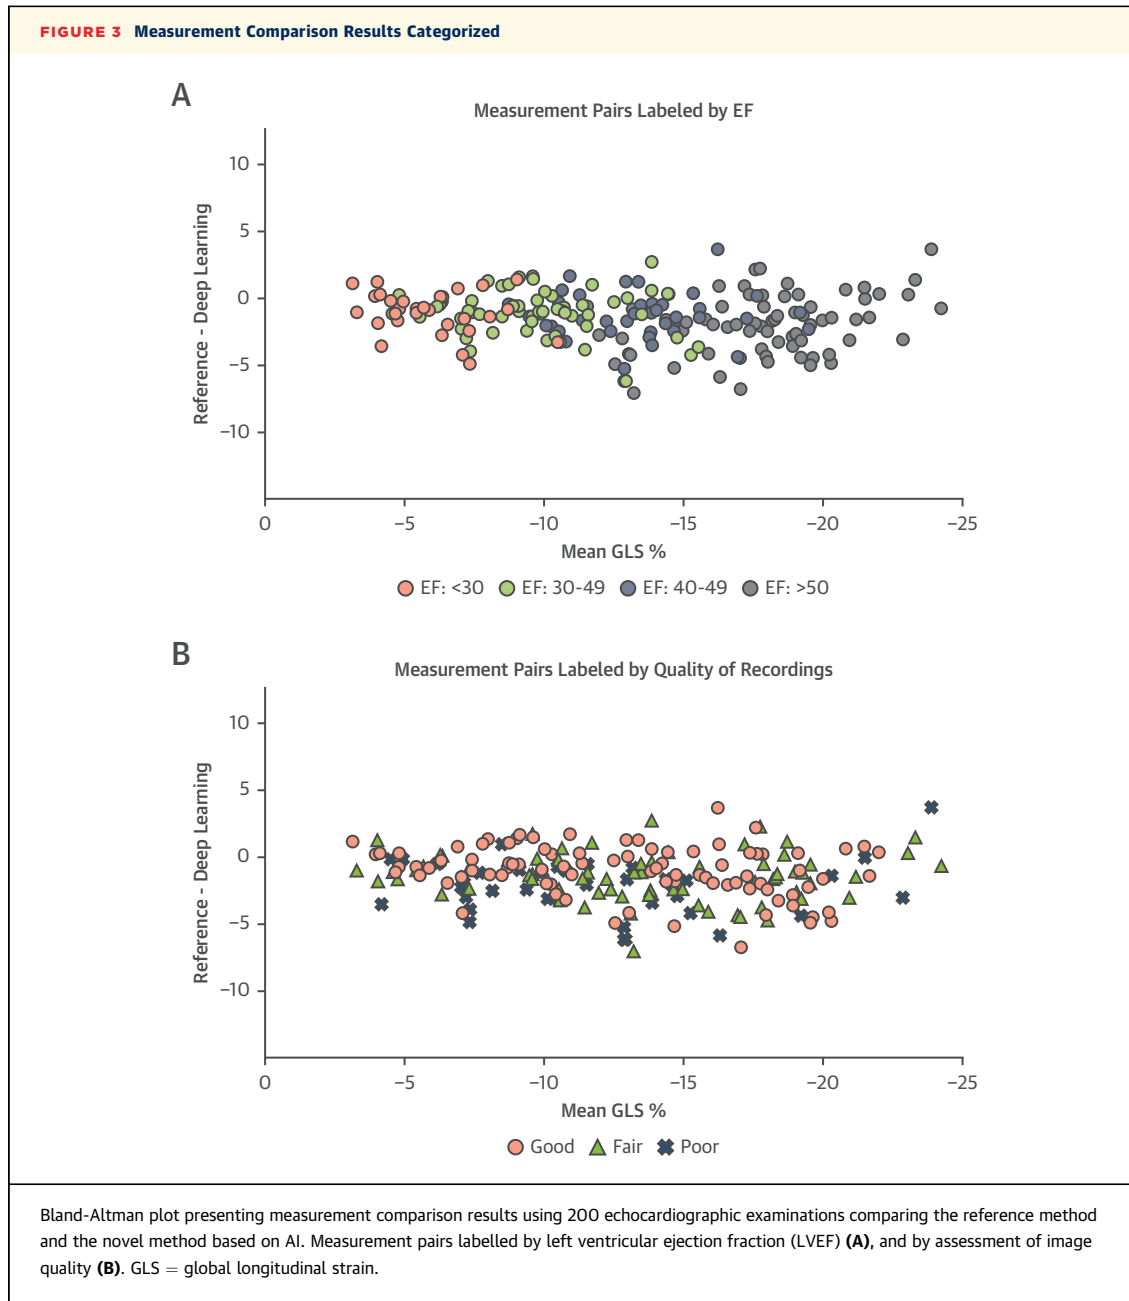 FIGURE 3 Measurement Comparison Results Categorized
A
Measurement Pairs Labeled by EF
Reference - Deep Learning
10
5
0
−5
−10
0 −5 −10 −15 −20 −25
Mean GLS %
EF: <30 EF: 30-49 EF: 40-49 EF: >50
B
Measurement Pairs Labeled by Quality of Recordings
Reference - Deep Learning
10
5
0
−5
−10
0 −5 −10 −15 −20 −25
Mean GLS %
Good Fair Poor
Bland-Altman plot presenting measurement comparison results using 200 echocardiographic examinations comparing the reference method
and the novel method based on AI. Measurement pairs labelled by left ventricular ejection fraction (LVEF) (A), and by assessment of image
quality (B). GLS = global longitudinal strain.